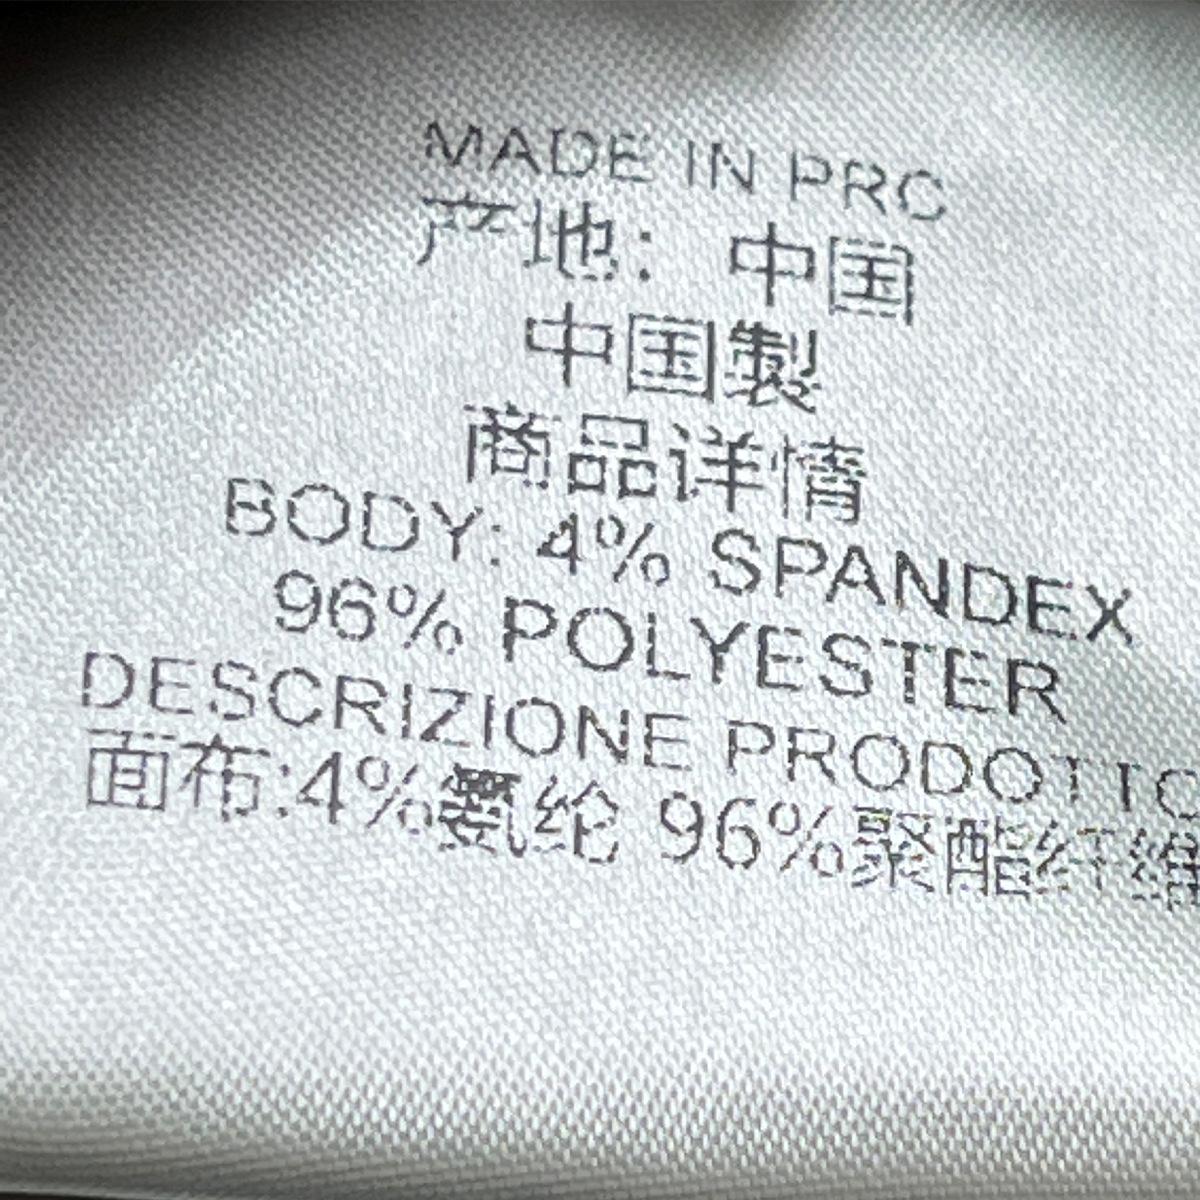 MADE IN PRC
产地: 中国
中国製
商品详情
BODY: 4% SPANDEX
96% POLYESTER
DESCRIZIONE PRODOTTO
面布:4%氨纶 96%聚酯纤维